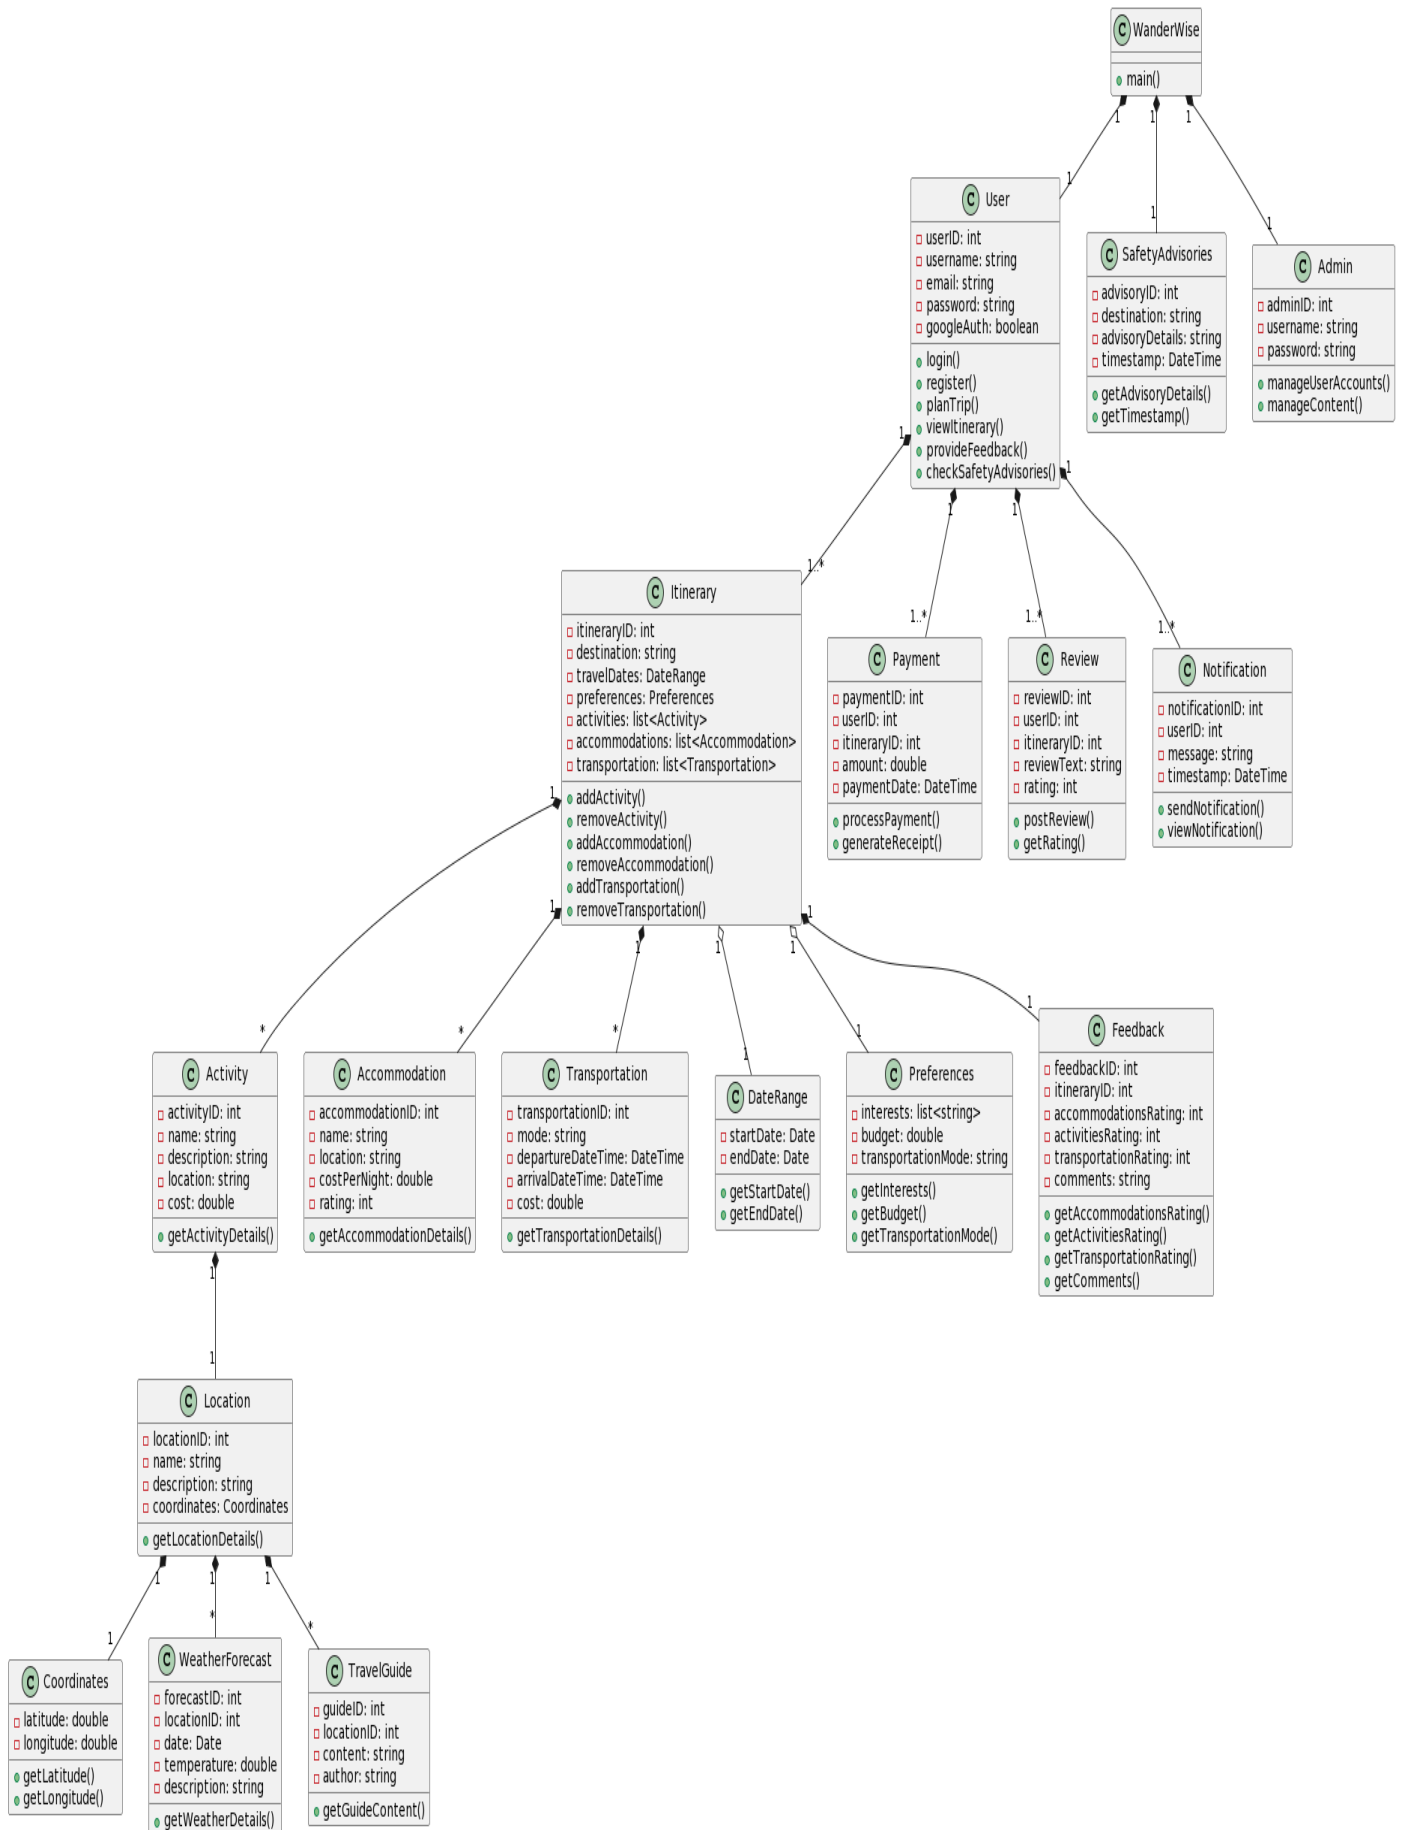 C WanderWise
main()
1
1
1
1
1
1
C User
userID: int
username: string
email: string
password: string
googleAuth: boolean
login()
register()
planTrip()
viewItinerary()
provideFeedback()
checkSafetyAdvisories()
C SafetyAdvisories
advisoryID: int
destination: string
advisoryDetails: string
timestamp: DateTime
getAdvisoryDetails()
getTimestamp()
C Admin
adminID: int
username: string
password: string
manageUserAccounts()
manageContent()
1
1
1
1
1..*
1..*
1..*
1..*
C Itinerary
itineraryID: int
destination: string
travelDates: DateRange
preferences: Preferences
activities: list<Activity>
accommodations: list<Accommodation>
transportation: list<Transportation>
addActivity()
removeActivity()
addAccommodation()
removeAccommodation()
addTransportation()
removeTransportation()
C Payment
paymentID: int
userID: int
itineraryID: int
amount: double
paymentDate: DateTime
processPayment()
generateReceipt()
C Review
reviewID: int
userID: int
itineraryID: int
reviewText: string
rating: int
postReview()
getRating()
C Notification
notificationID: int
userID: int
message: string
timestamp: DateTime
sendNotification()
viewNotification()
1
1
1
1
1
1
*
*
*
1
1
1
C Activity
activityID: int
name: string
description: string
location: string
cost: double
getActivityDetails()
C Accommodation
accommodationID: int
name: string
location: string
costPerNight: double
rating: int
getAccommodationDetails()
C Transportation
transportationID: int
mode: string
departureDateTime: DateTime
arrivalDateTime: DateTime
cost: double
getTransportationDetails()
C DateRange
startDate: Date
endDate: Date
getStartDate()
getEndDate()
C Preferences
interests: list<string>
budget: double
transportationMode: string
getInterests()
getBudget()
getTransportationMode()
C Feedback
feedbackID: int
itineraryID: int
accommodationsRating: int
activitiesRating: int
transportationRating: int
comments: string
getAccommodationsRating()
getActivitiesRating()
getTransportationRating()
getComments()
1
1
C Location
locationID: int
name: string
description: string
coordinates: Coordinates
getLocationDetails()
1
1
1
1
*
*
C Coordinates
latitude: double
longitude: double
getLatitude()
getLongitude()
C WeatherForecast
forecastID: int
locationID: int
date: Date
temperature: double
description: string
getWeatherDetails()
C TravelGuide
guideID: int
locationID: int
content: string
author: string
getGuideContent()